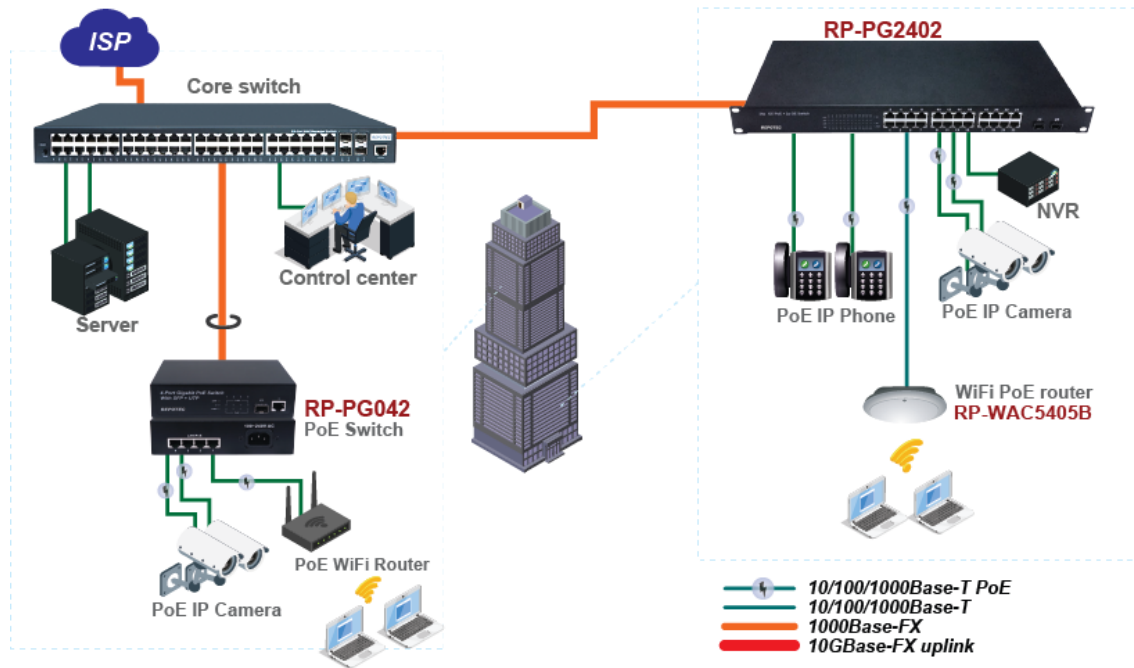 ISP
Core switch
RP-PG2402
REPOTEC
NVR
PoE IP Phone
PoE IP Camera
Server
Control center
WiFi PoE router
RP-WAC5405B
REPOTEC
RP-PG042
PoE Switch
PoE WiFi Router
PoE IP Camera
10/100/1000Base-T PoE
10/100/1000Base-T
1000Base-FX
10GBase-FX uplink